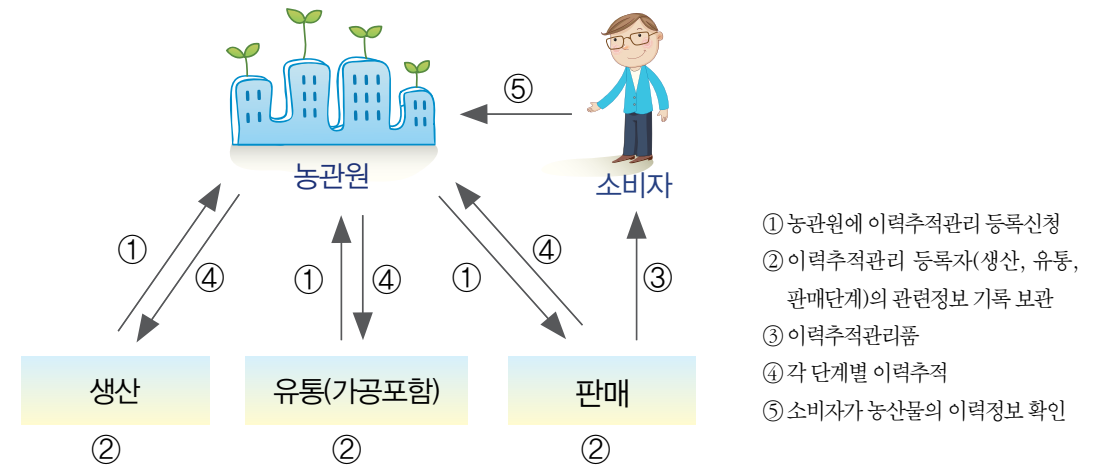 ⑤
농관원
소비자
① ④ ① ④ ① ④ ③
생산
유통(가공포함)
판매
② ② ②
① 농관원에 이력추적관리 등록신청
② 이력추적관리 등록자(생산, 유통,
판매단계)의 관련정보 기록 보관
③ 이력추적관리품
④ 각 단계별 이력추적
⑤ 소비자가 농산물의 이력정보 확인